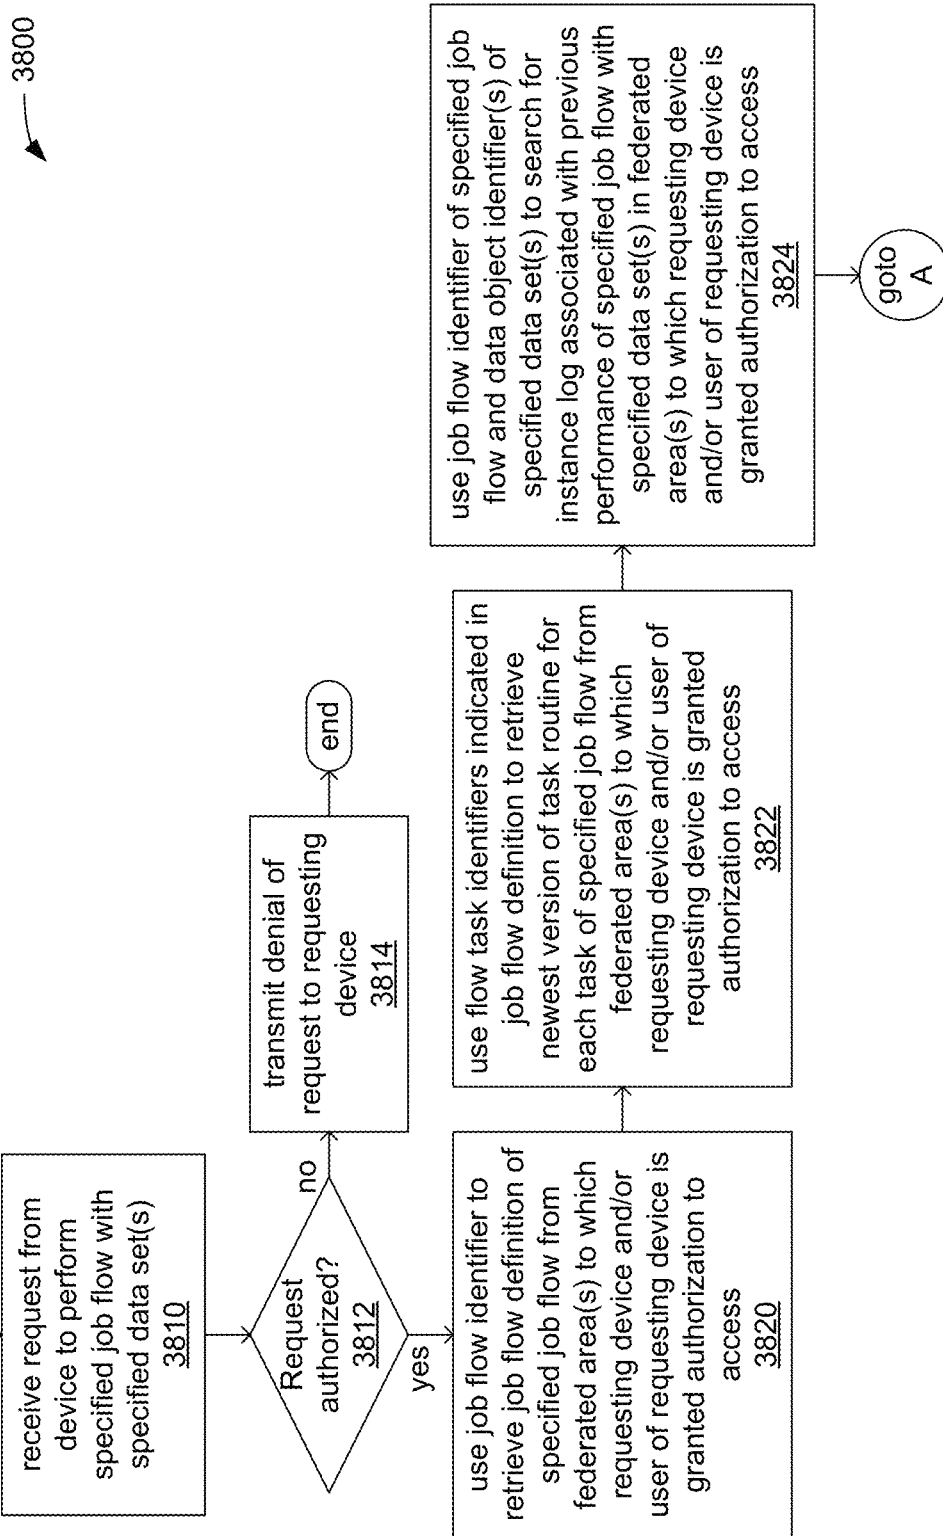 3800
receive request from
device to perform
specified job flow with
specified data set(s)
3810
Request
authorized?
3812
no
yes
transmit denial of
request to requesting
device
3814
end
use job flow identifier to
retrieve job flow definition of
specified job flow from
federated area(s) to which
requesting device and/or
user of requesting device is
granted authorization to
access
3820
use flow task identifiers indicated in
job flow definition to retrieve
newest version of task routine for
each task of specified job flow from
federated area(s) to which
requesting device and/or user of
requesting device is granted
authorization to access
3822
use job flow identifier of specified job
flow and data object identifier(s) of
specified data set(s) to search for
instance log associated with previous
performance of specified job flow with
specified data set(s) in federated
area(s) to which requesting device
and/or user of requesting device is
granted authorization to access
3824
goto
A